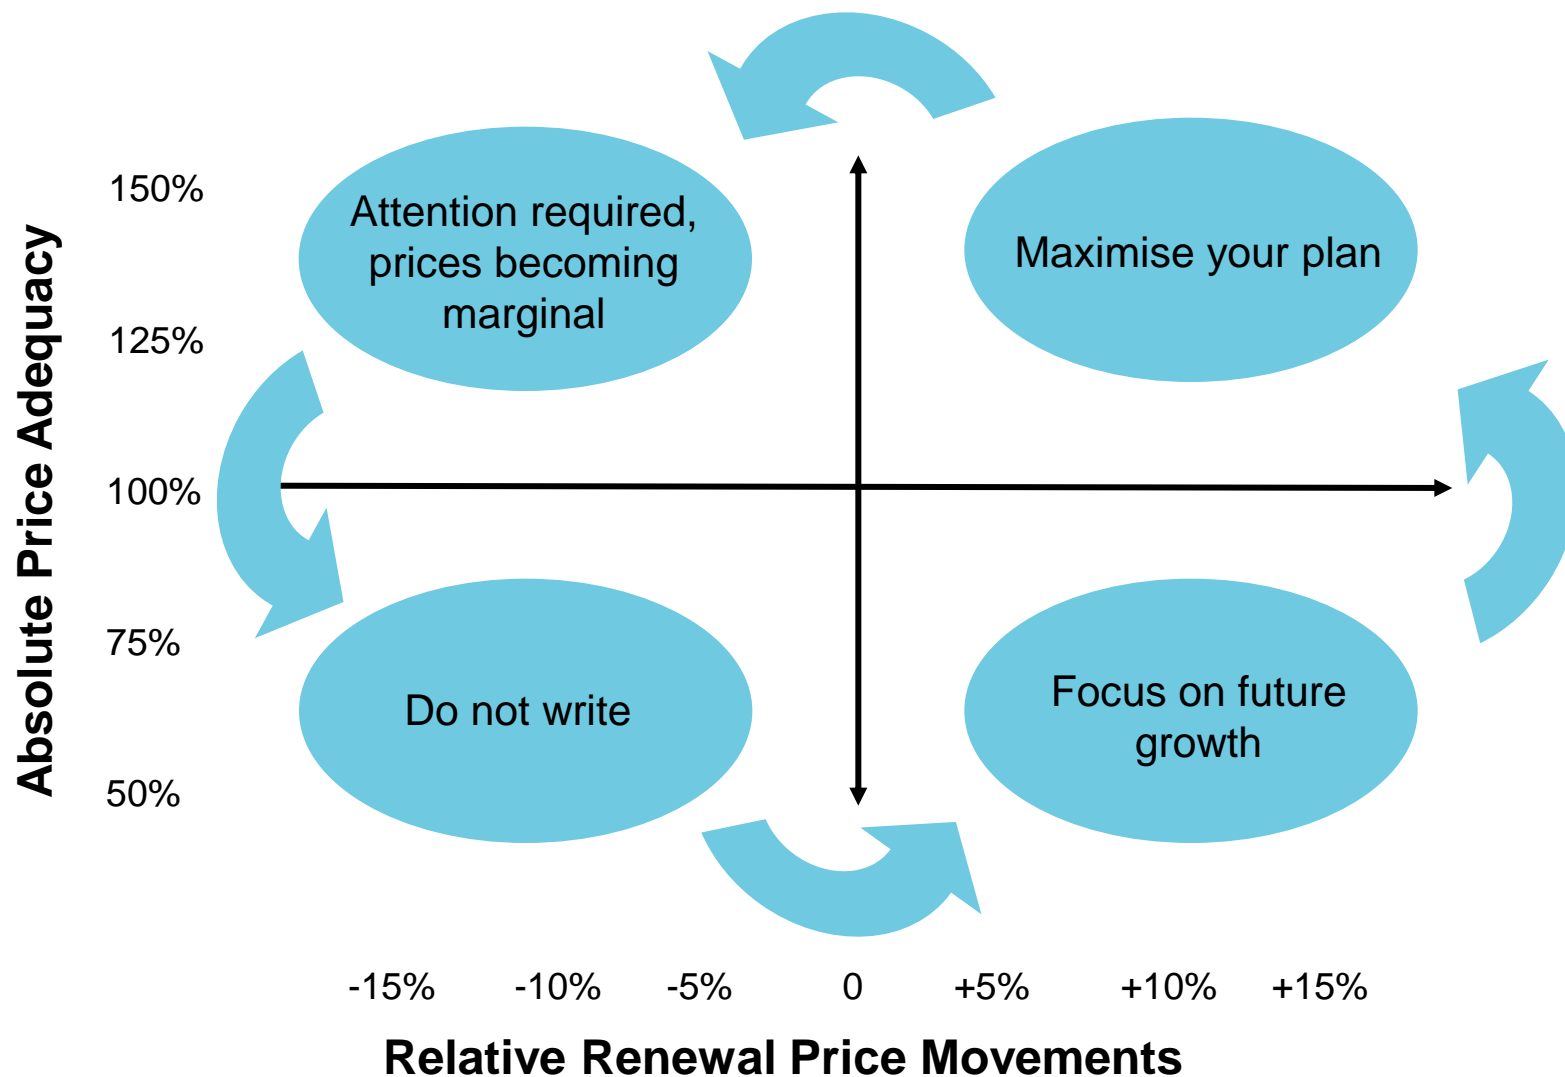 Absolute Price Adequacy
150%
125%
100%
75%
50%
Attention required,
prices becoming
marginal
Maximise your plan
Do not write
Focus on future
growth
-15%
-10%
-5%
0
+5%
+10%
+15%
Relative Renewal Price Movements